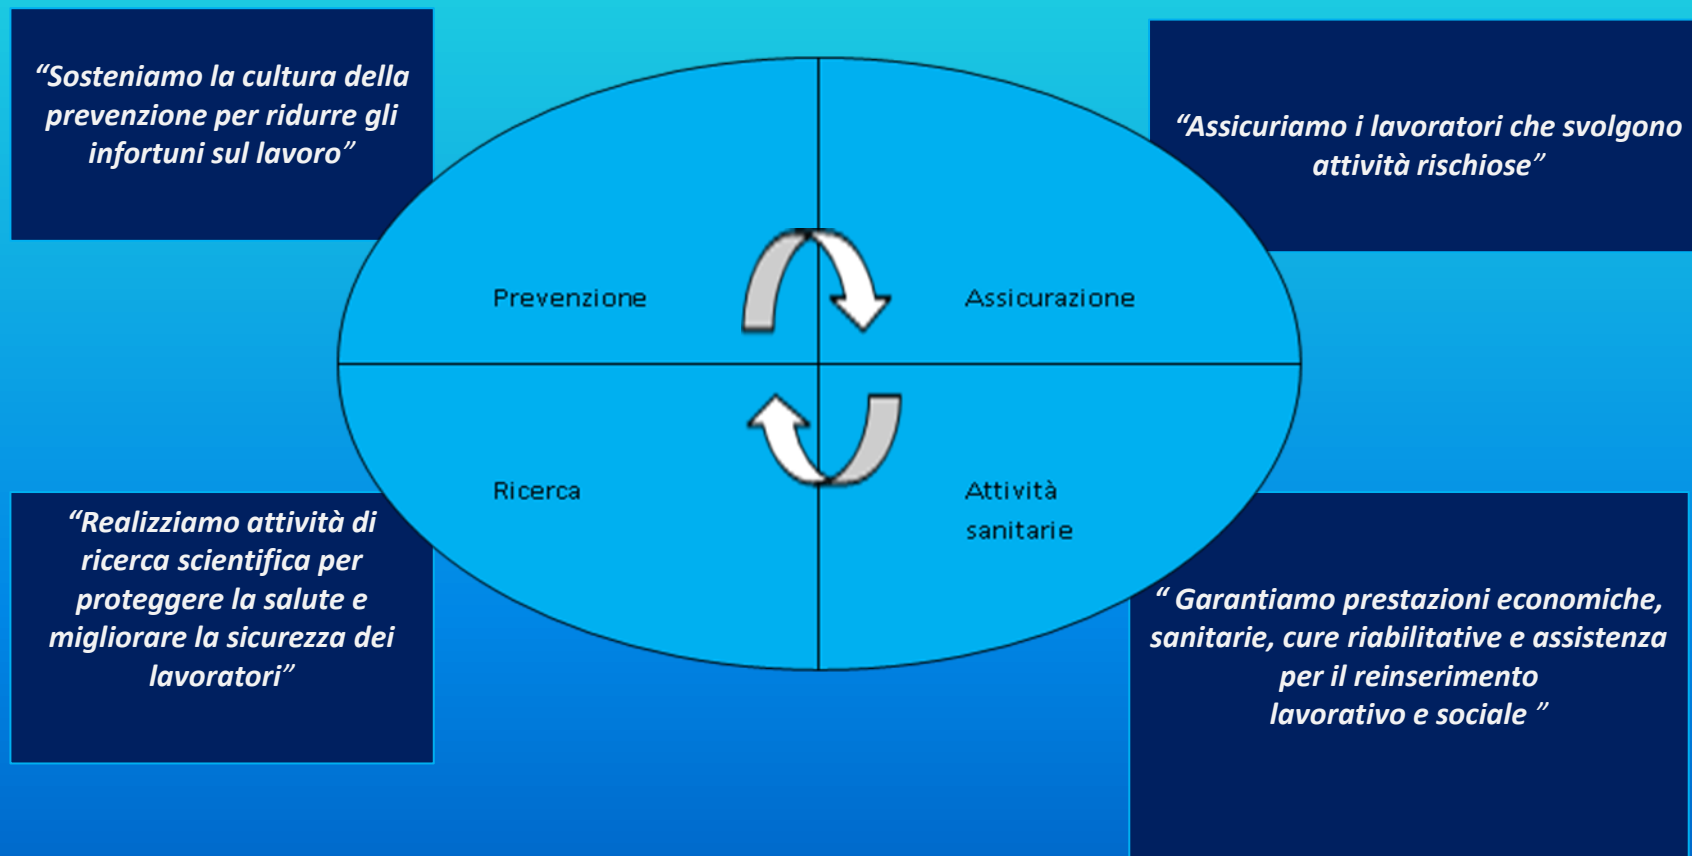 “Sosteniamo la cultura della
prevenzione per ridurre gli
infortuni sul lavoro”
“Assicuriamo i lavoratori che svolgono
attività rischiose”
Prevenzione
Assicurazione
Ricerca
Attività
sanitarie
“Realizziamo attività di
ricerca scientifica per
proteggere la salute e
migliorare la sicurezza dei
lavoratori”
“ Garantiamo prestazioni economiche,
sanitarie, cure riabilitative e assistenza
per il reinserimento
lavorativo e sociale ”